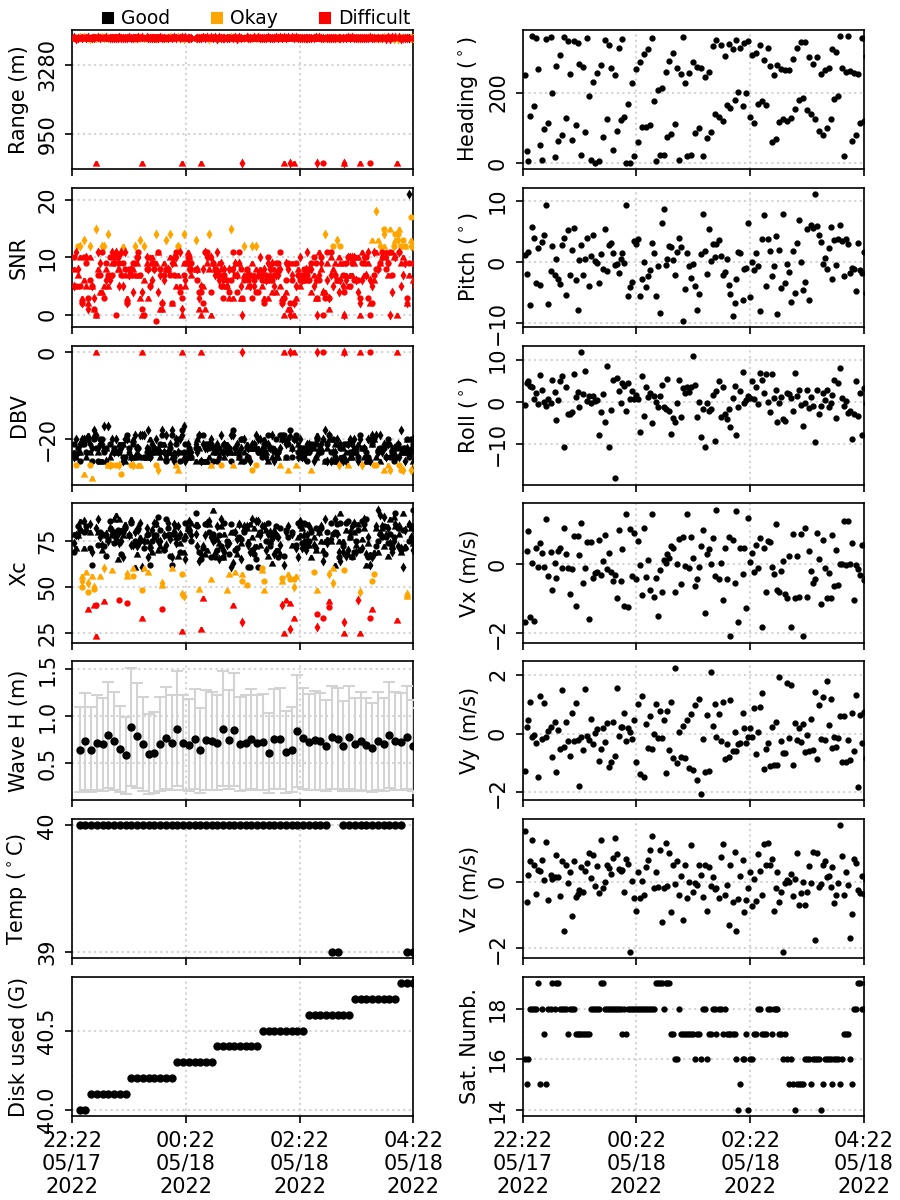 Good Okay Difficult
Range (m)
3280
950
Heading (°)
200
0
SNR
20
10
0
Pitch (°)
10
0
−10
DBV
0
−20
Roll (°)
10
0
−10
Xc
75
50
25
Vx (m/s)
0
−2
Wave H (m)
1.5
1.0
0.5
Vy (m/s)
2
0
−2
Temp (°C)
40
39
Vz (m/s)
0
−2
Disk used (G)
40.5
40.0
Sat. Numb.
18
16
14
22:22 00:22 02:22 04:22
05/17 05/18 05/18 05/18
2022 2022 2022 2022
22:22 00:22 02:22 04:22
05/17 05/18 05/18 05/18
2022 2022 2022 2022